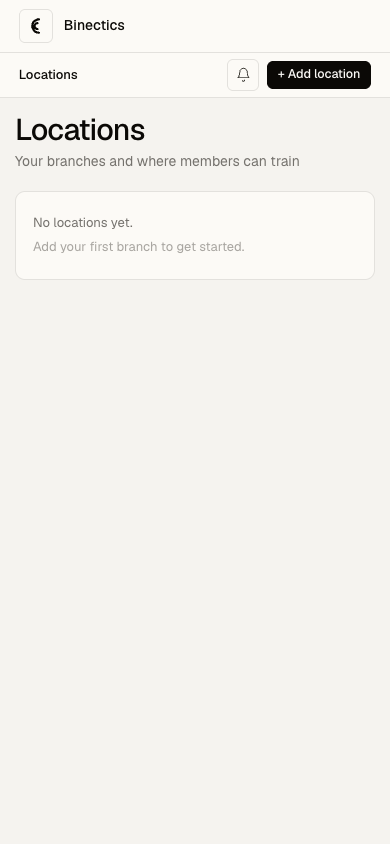 Binectics
Locations
+ Add location
Locations
Your branches and where members can train
No locations yet.
Add your first branch to get started.